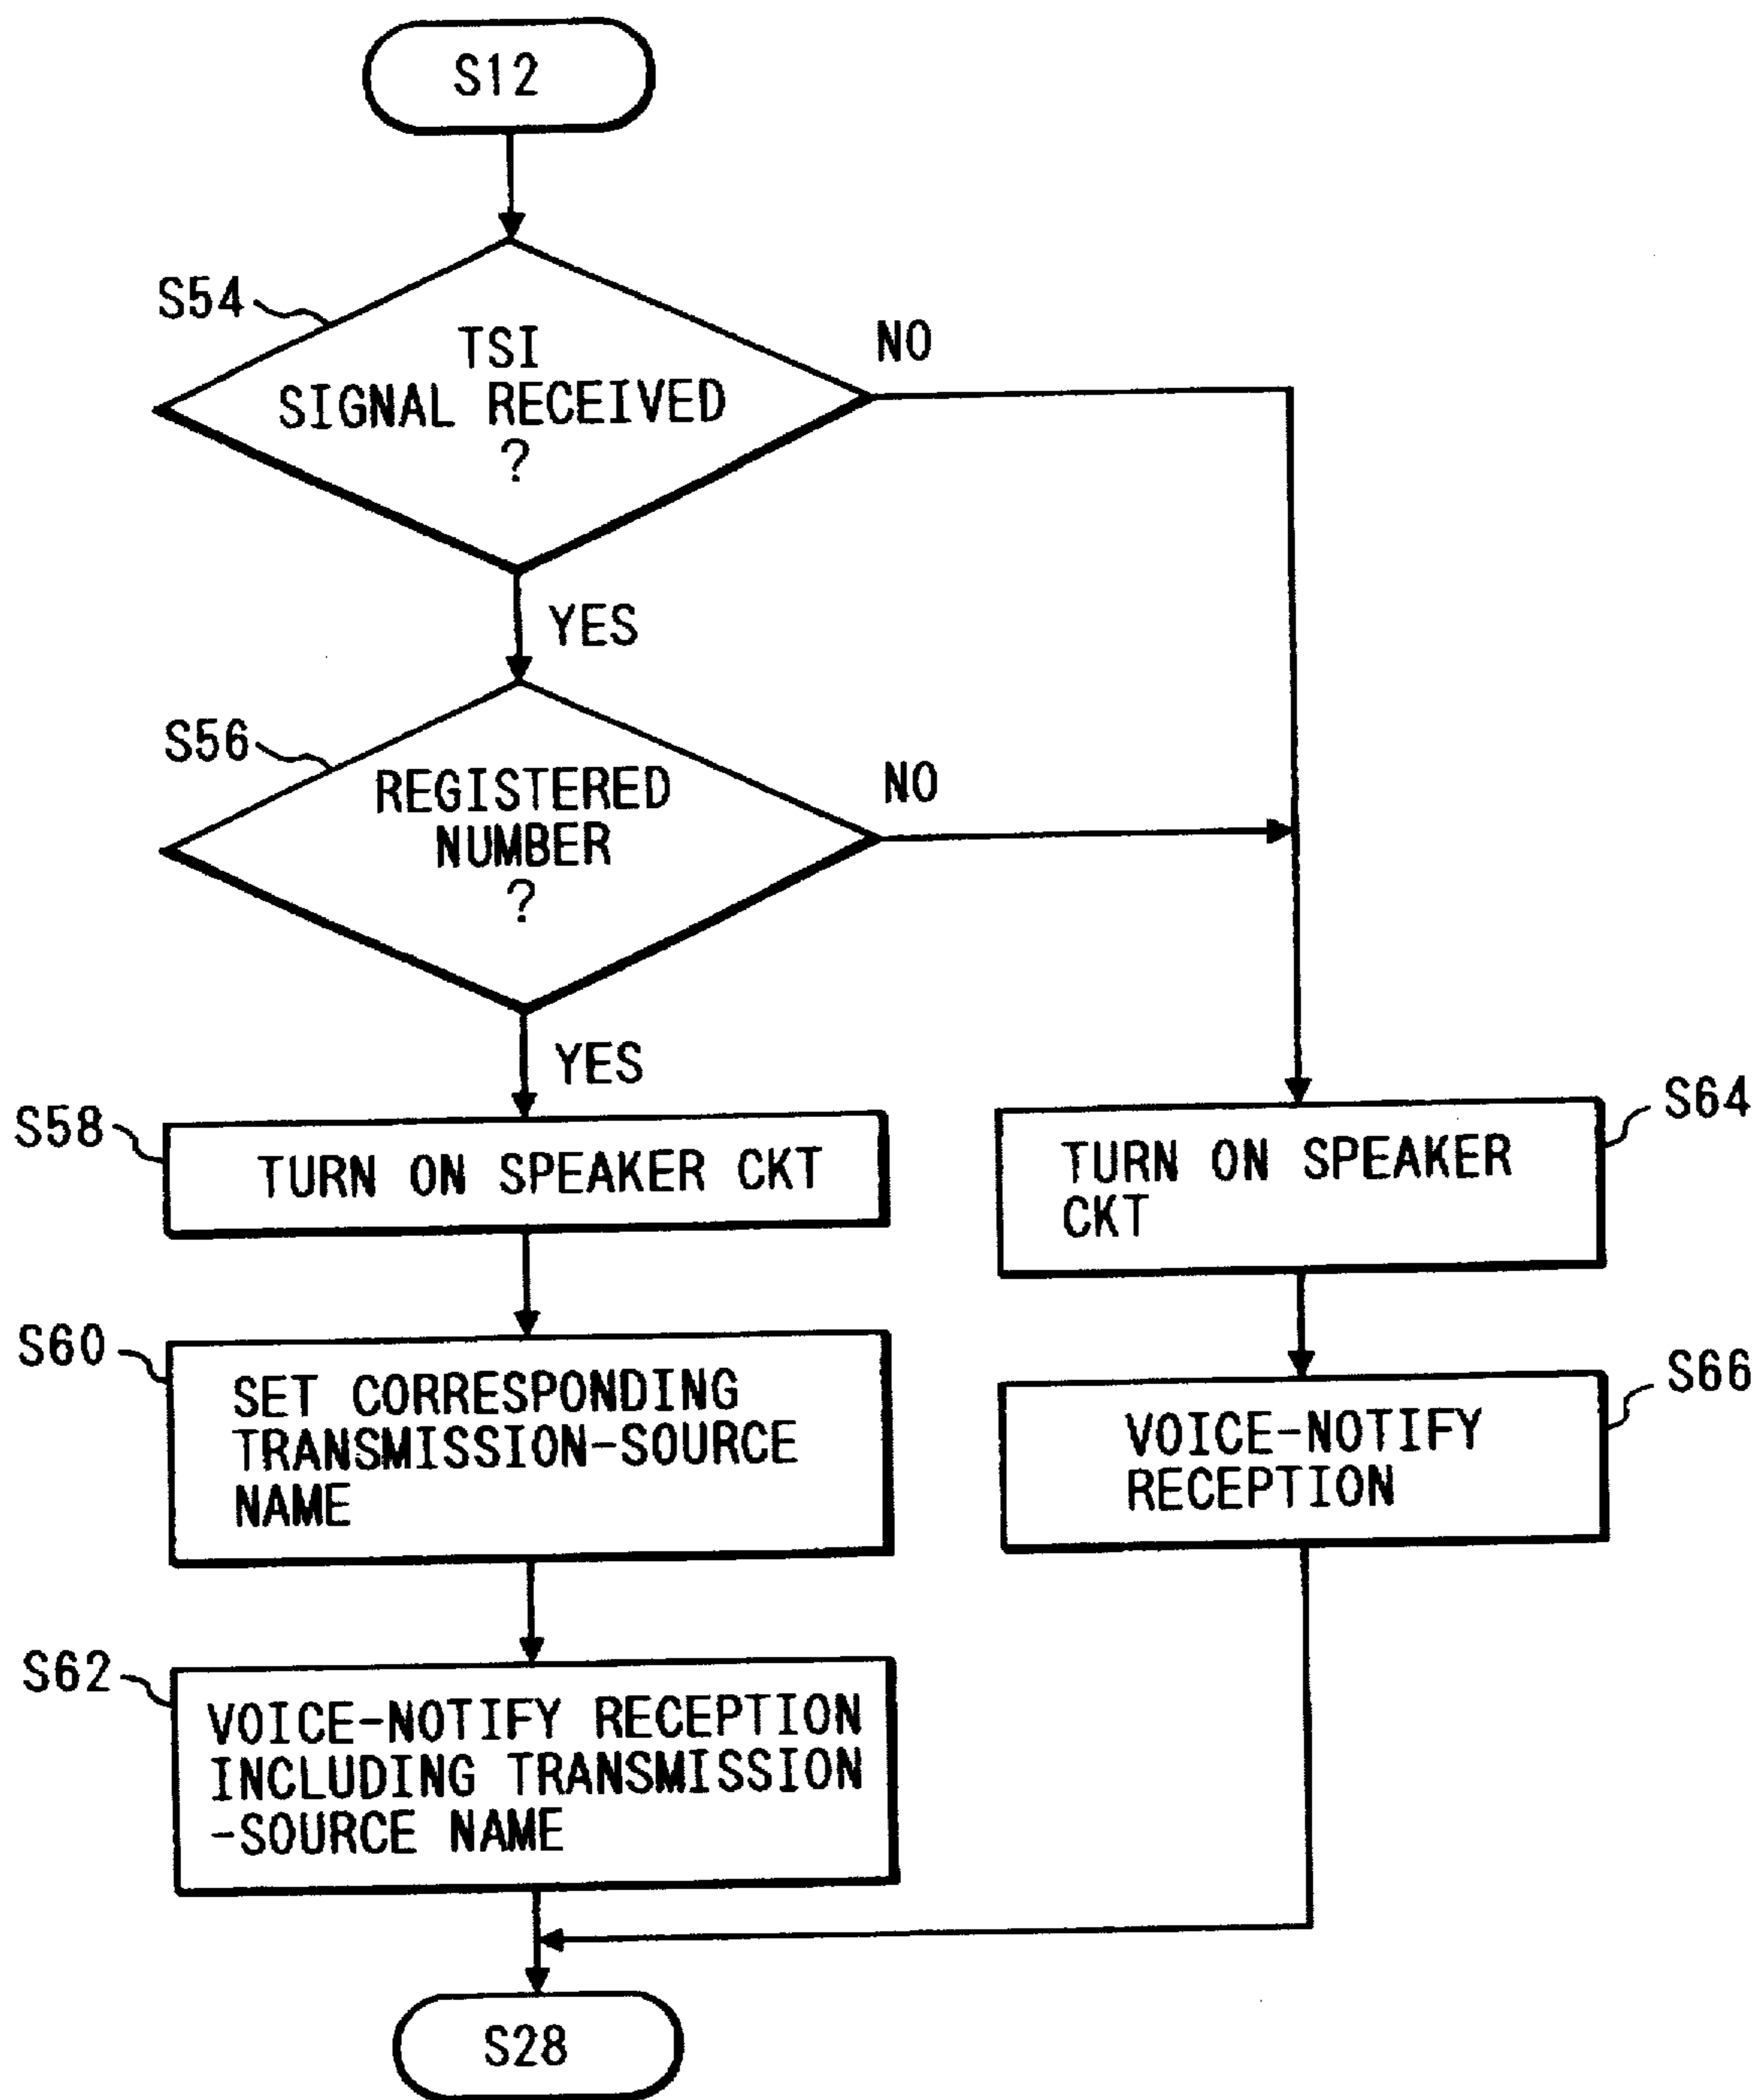 S12
S54
TSI
SIGNAL RECEIVED
?
NO
YES
S56
REGISTERED
NUMBER
?
NO
YES
S58
TURN ON SPEAKER CKT
S64
TURN ON SPEAKER
CKT
S60
SET CORRESPONDING
TRANSMISSION-SOURCE
NAME
S66
VOICE-NOTIFY
RECEPTION
S62
VOICE-NOTIFY RECEPTION
INCLUDING TRANSMISSION
-SOURCE NAME
S28